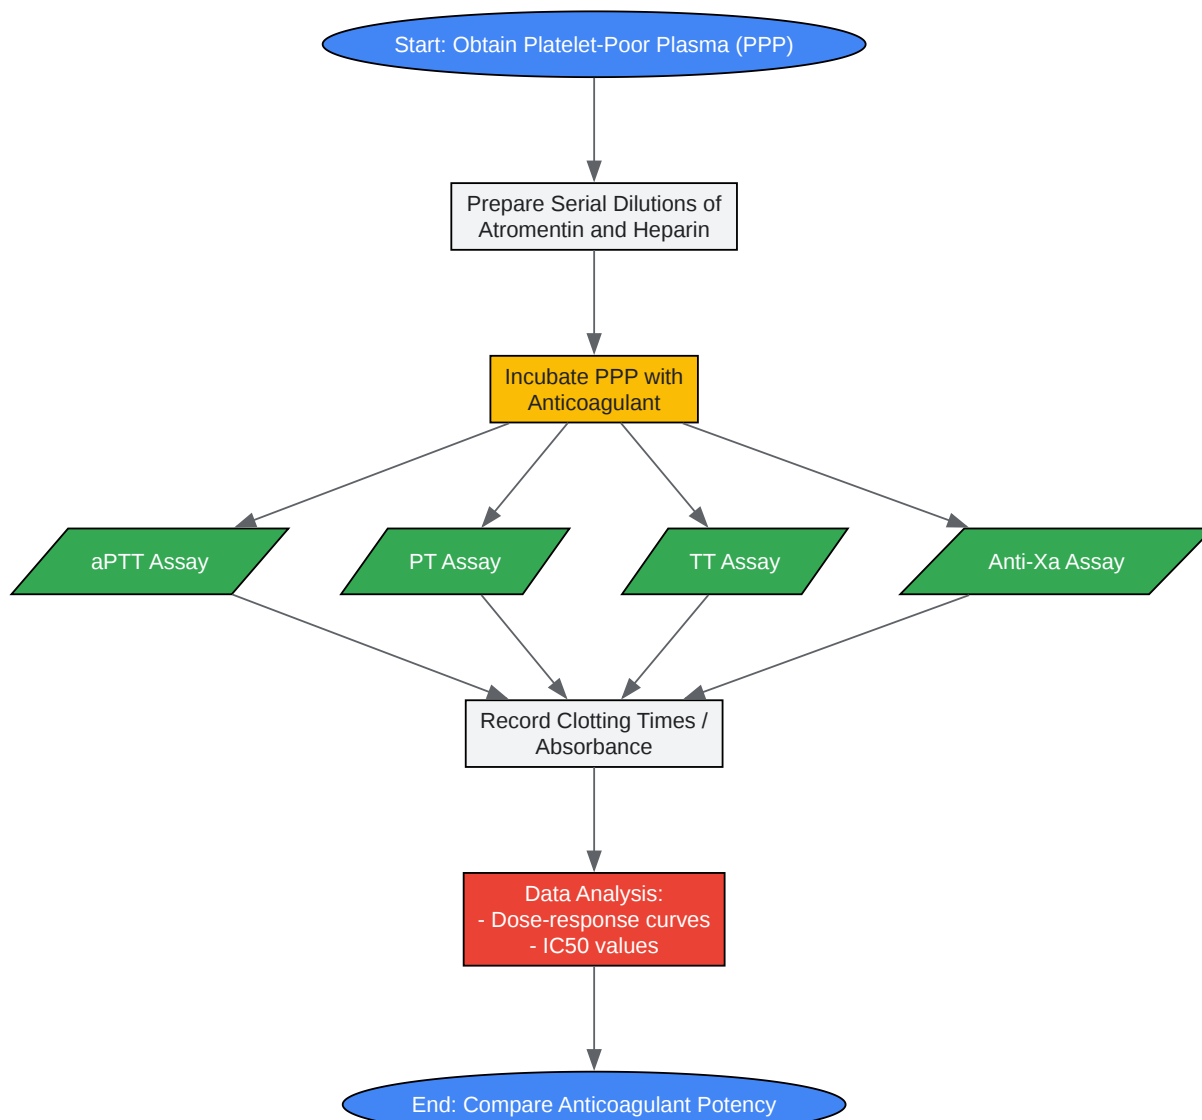 Start: Obtain Platelet-Poor Plasma (PPP)
Prepare Serial Dilutions of
Atromentin and Heparin
Incubate PPP with
Anticoagulant
aPTT Assay
PT Assay
TT Assay
Anti-Xa Assay
Record Clotting Times /
Absorbance
Data Analysis:
- Dose-response curves
- IC50 values
End: Compare Anticoagulant Potency